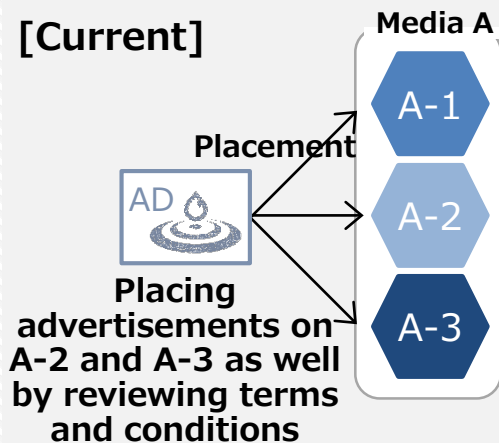 [Current]
Media A
A-1
Placement
AD
A-2
A-3
Placing
advertisements on
A-2 and A-3 as well
by reviewing terms
and conditions